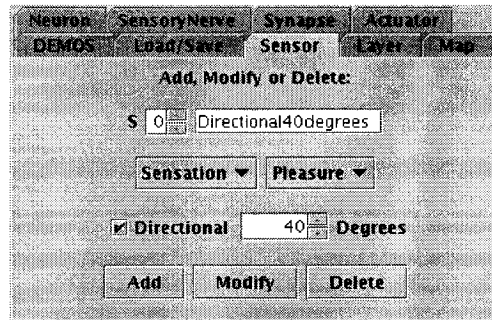 Neuron SensoryNerve Synapse Actuator
DEMOS Load/Save Sensor Layer Map
Add, Modify or Delete:
S 0 Directional40degrees
Sensation Pleasure
Directional 40 Degrees
Add Modify Delete